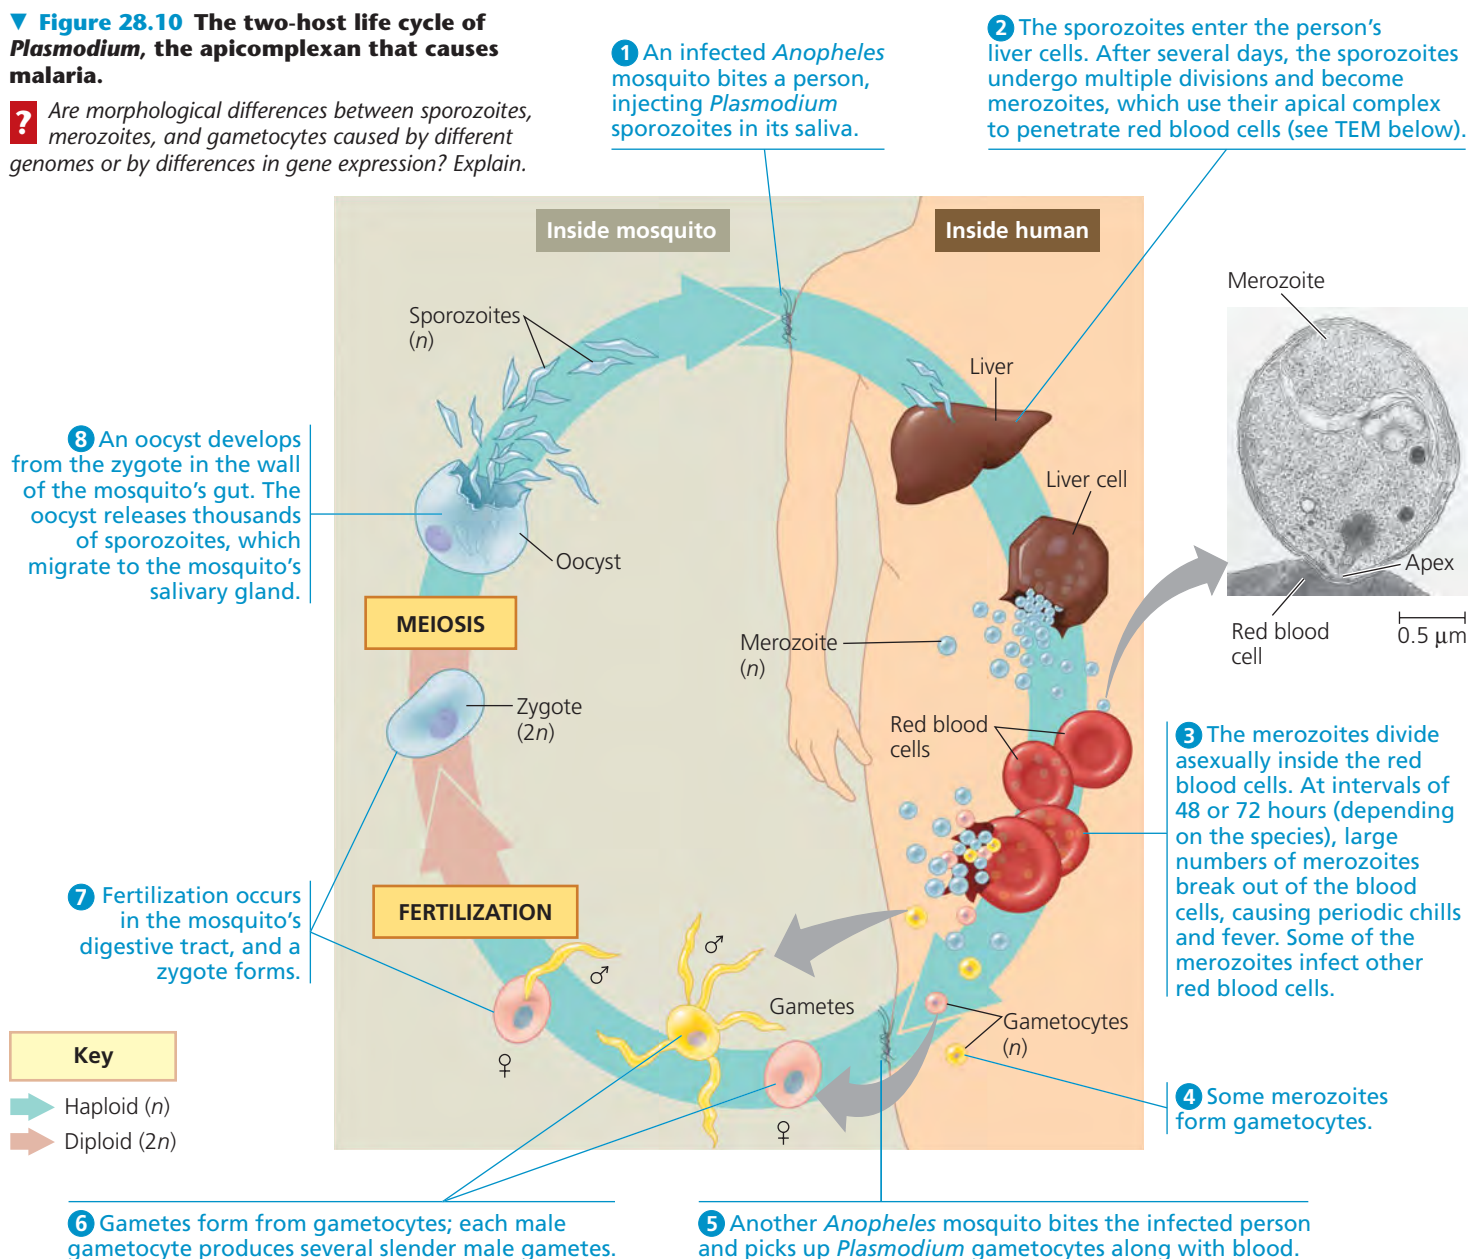 ▼ Figure 28.10 The two-host life cycle of
Plasmodium, the apicomplexan that causes
malaria.
? Are morphological differences between sporozoites,
merozoites, and gametocytes caused by different
genomes or by differences in gene expression? Explain.
1 An infected Anopheles
mosquito bites a person,
injecting Plasmodium
sporozoites in its saliva.
2 The sporozoites enter the person's
liver cells. After several days, the sporozoites
undergo multiple divisions and become
merozoites, which use their apical complex
to penetrate red blood cells (see TEM below).
Inside mosquito
Inside human
Sporozoites
(n)
Liver
Liver cell
Merozoite
Apex
Red blood
cell
0.5 μm
8 An oocyst develops
from the zygote in the wall
of the mosquito's gut. The
oocyst releases thousands
of sporozoites, which
migrate to the mosquito's
salivary gland.
Oocyst
MEIOSIS
Merozoite
(n)
Zygote
(2n)
Red blood
cells
3 The merozoites divide
asexually inside the red
blood cells. At intervals of
48 or 72 hours (depending
on the species), large
numbers of merozoites
break out of the blood
cells, causing periodic chills
and fever. Some of the
merozoites infect other
red blood cells.
7 Fertilization occurs
in the mosquito's
digestive tract, and a
zygote forms.
FERTILIZATION
♂
♂
Gametes
♀
♀
Gametocytes
(n)
4 Some merozoites
form gametocytes.
Key
Haploid (n)
Diploid (2n)
6 Gametes form from gametocytes; each male
gametocyte produces several slender male gametes.
5 Another Anopheles mosquito bites the infected person
and picks up Plasmodium gametocytes along with blood.